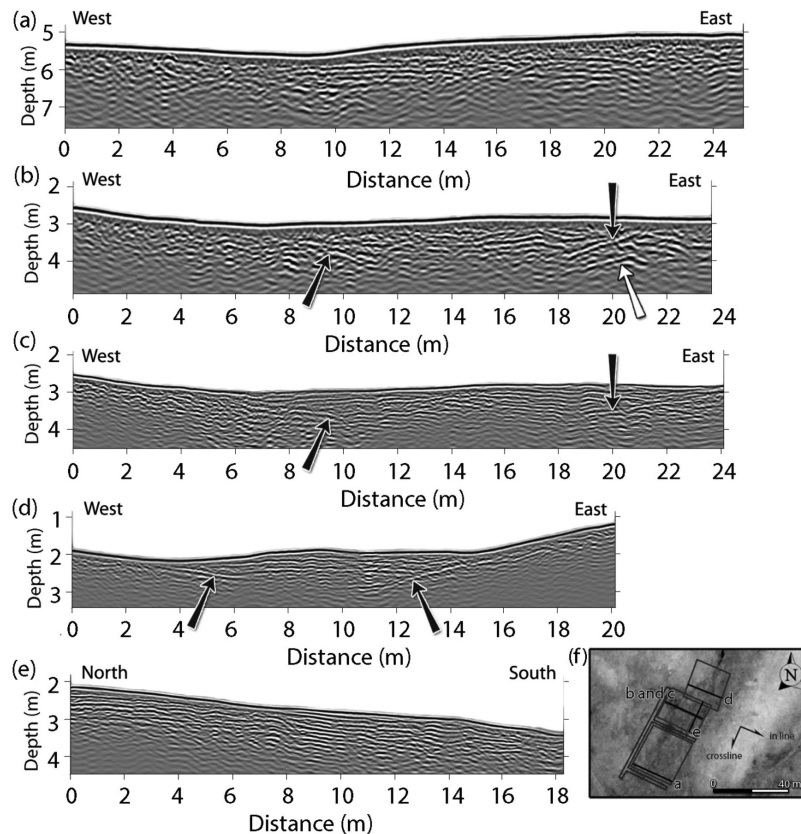 (a) West East
5
6
7
Depth (m)
0 2 4 6 8 10 12 14 16 18 20 22 24
Distance (m)
(b) West East
2
3
4
Depth (m)
0 2 4 6 8 10 12 14 16 18 20 22 24
Distance (m)
(c) West East
2
3
4
Depth (m)
0 2 4 6 8 10 12 14 16 18 20 22 24
Distance (m)
(d) West East
1
2
3
Depth (m)
0 2 4 6 8 10 12 14 16 18 20
Distance (m)
(e) North South
2
3
4
Depth (m)
0 2 4 6 8 10 12 14 16 18
Distance (m)
(f)
N
b and c
d
e
in line
crossline
a
0 40 m